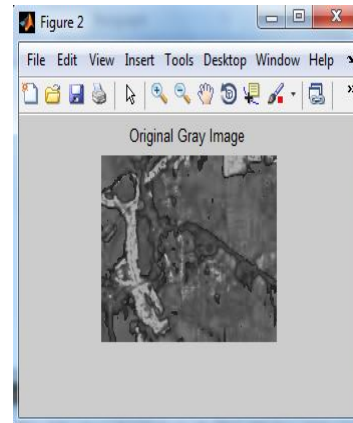 Figure 2
File Edit View Insert Tools Desktop Window Help
Original Gray Image